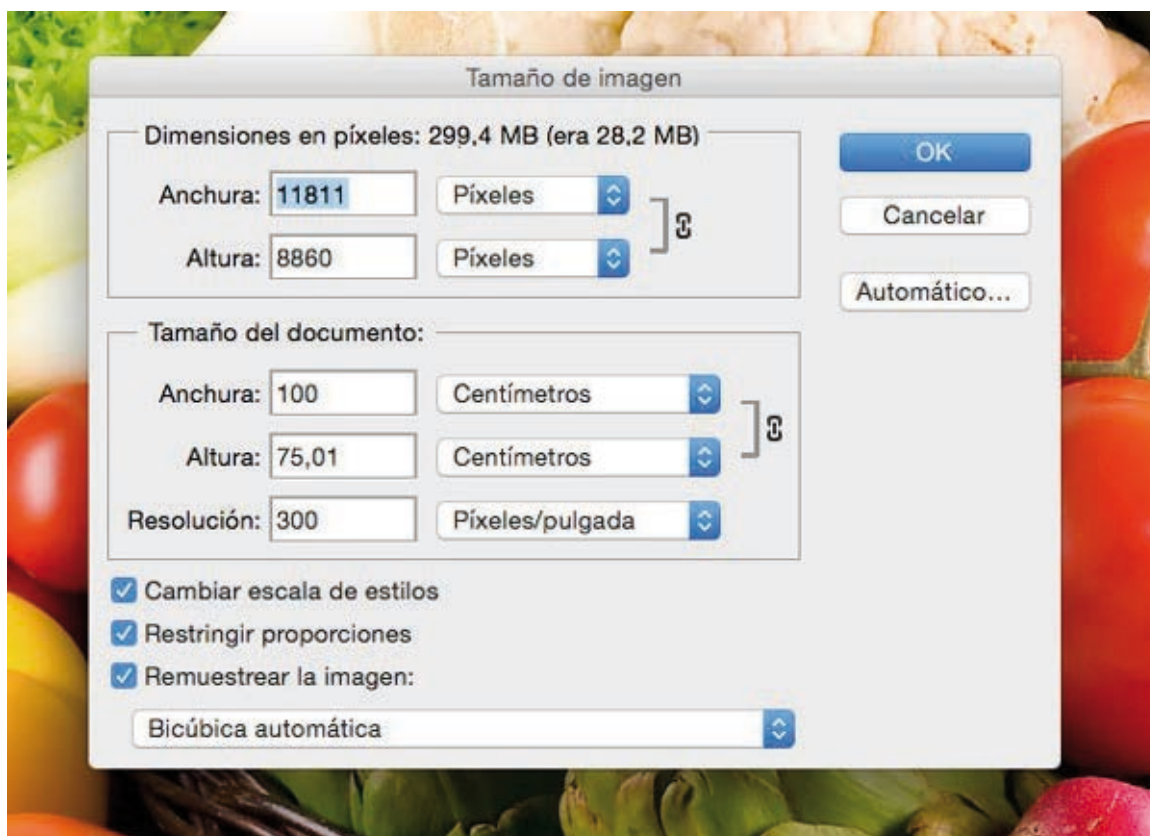 Tamaño de imagen
Dimensiones en píxeles: 299,4 MB (era 28,2 MB)
Anchura: 11811 Píxeles
Altura: 8860 Píxeles
OK
Cancelar
Automático...
Tamaño del documento:
Anchura: 100 Centímetros
Altura: 75,01 Centímetros
Resolución: 300 Píxeles/pulgada
Cambiar escala de estilos
Restringir proporciones
Remuestrear la imagen:
Bicúbica automática